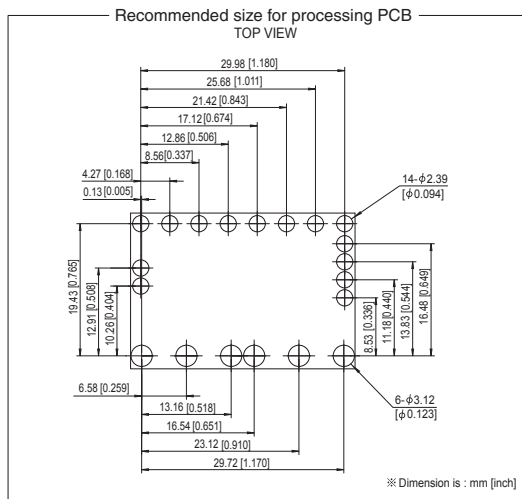 Recommended size for processing PCB
TOP VIEW
29.98 [1.180]
25.68 [1.011]
21.42 [0.843]
17.12 [0.674]
12.86 [0.506]
8.56 [0.337]
4.27 [0.168]
0.13 [0.005]
14-ϕ2.39
[ϕ0.094]
19.43 [0.765]
12.91 [0.508]
10.26 [0.404]
8.53 [0.336]
11.18 [0.440]
13.83 [0.544]
16.48 [0.649]
6.58 [0.259]
13.16 [0.518]
16.54 [0.651]
23.12 [0.910]
29.72 [1.170]
6-ϕ3.12
[ϕ0.123]
※ Dimension is : mm [inch]